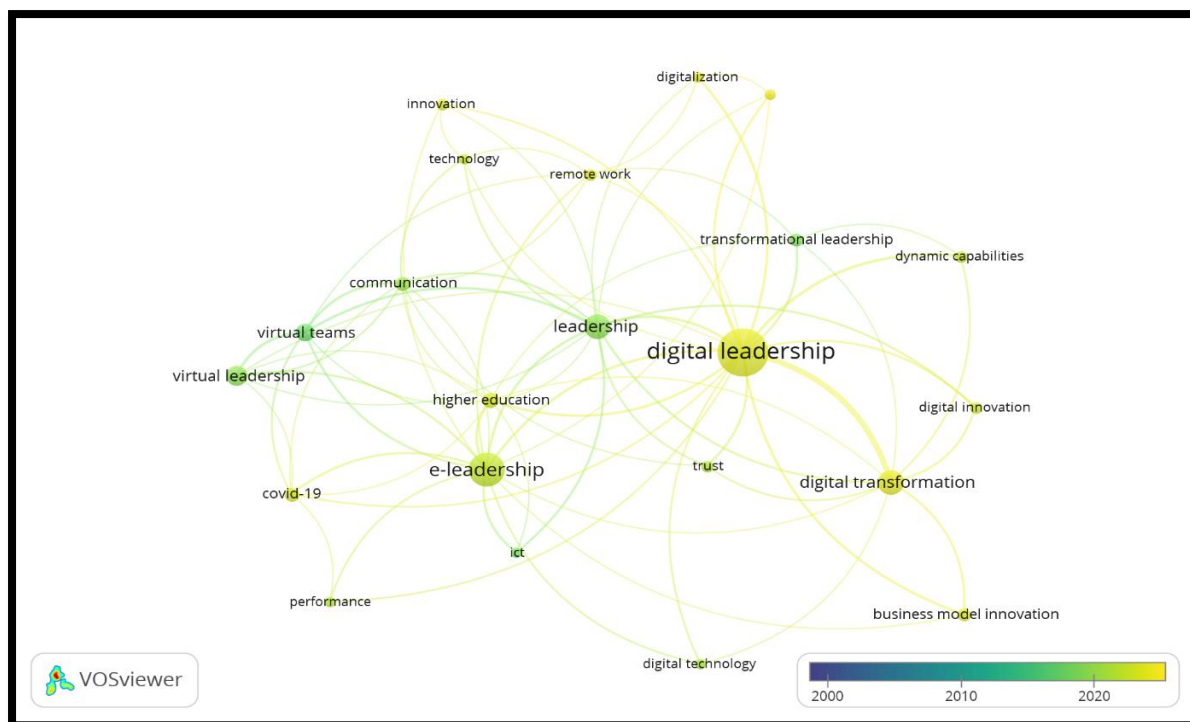 digitalization
innovation
technology
remote work
transformational leadership
dynamic capabilities
communication
leadership
virtual teams
digital leadership
virtual leadership
higher education
digital innovation
e-leadership
trust
digital transformation
covid-19
ict
performance
business model innovation
digital technology
VOSviewer
2000 2010 2020